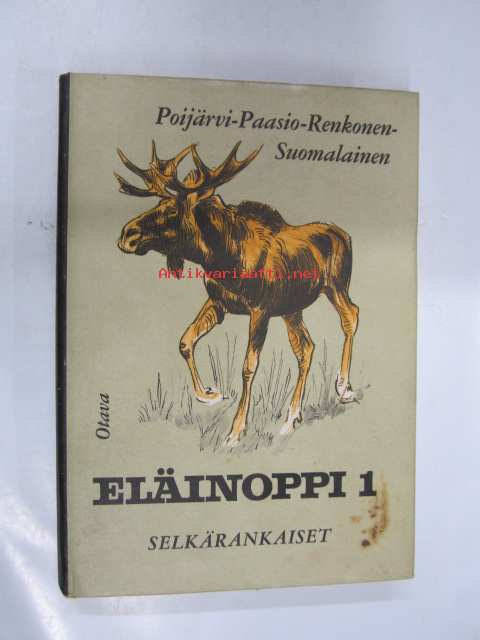 Poijärvi-Paasio-Renkonen-
Suomalainen
Antikvariaatti.net
Otava
ELÄINOPPI 1
SELKÄRANKAISET